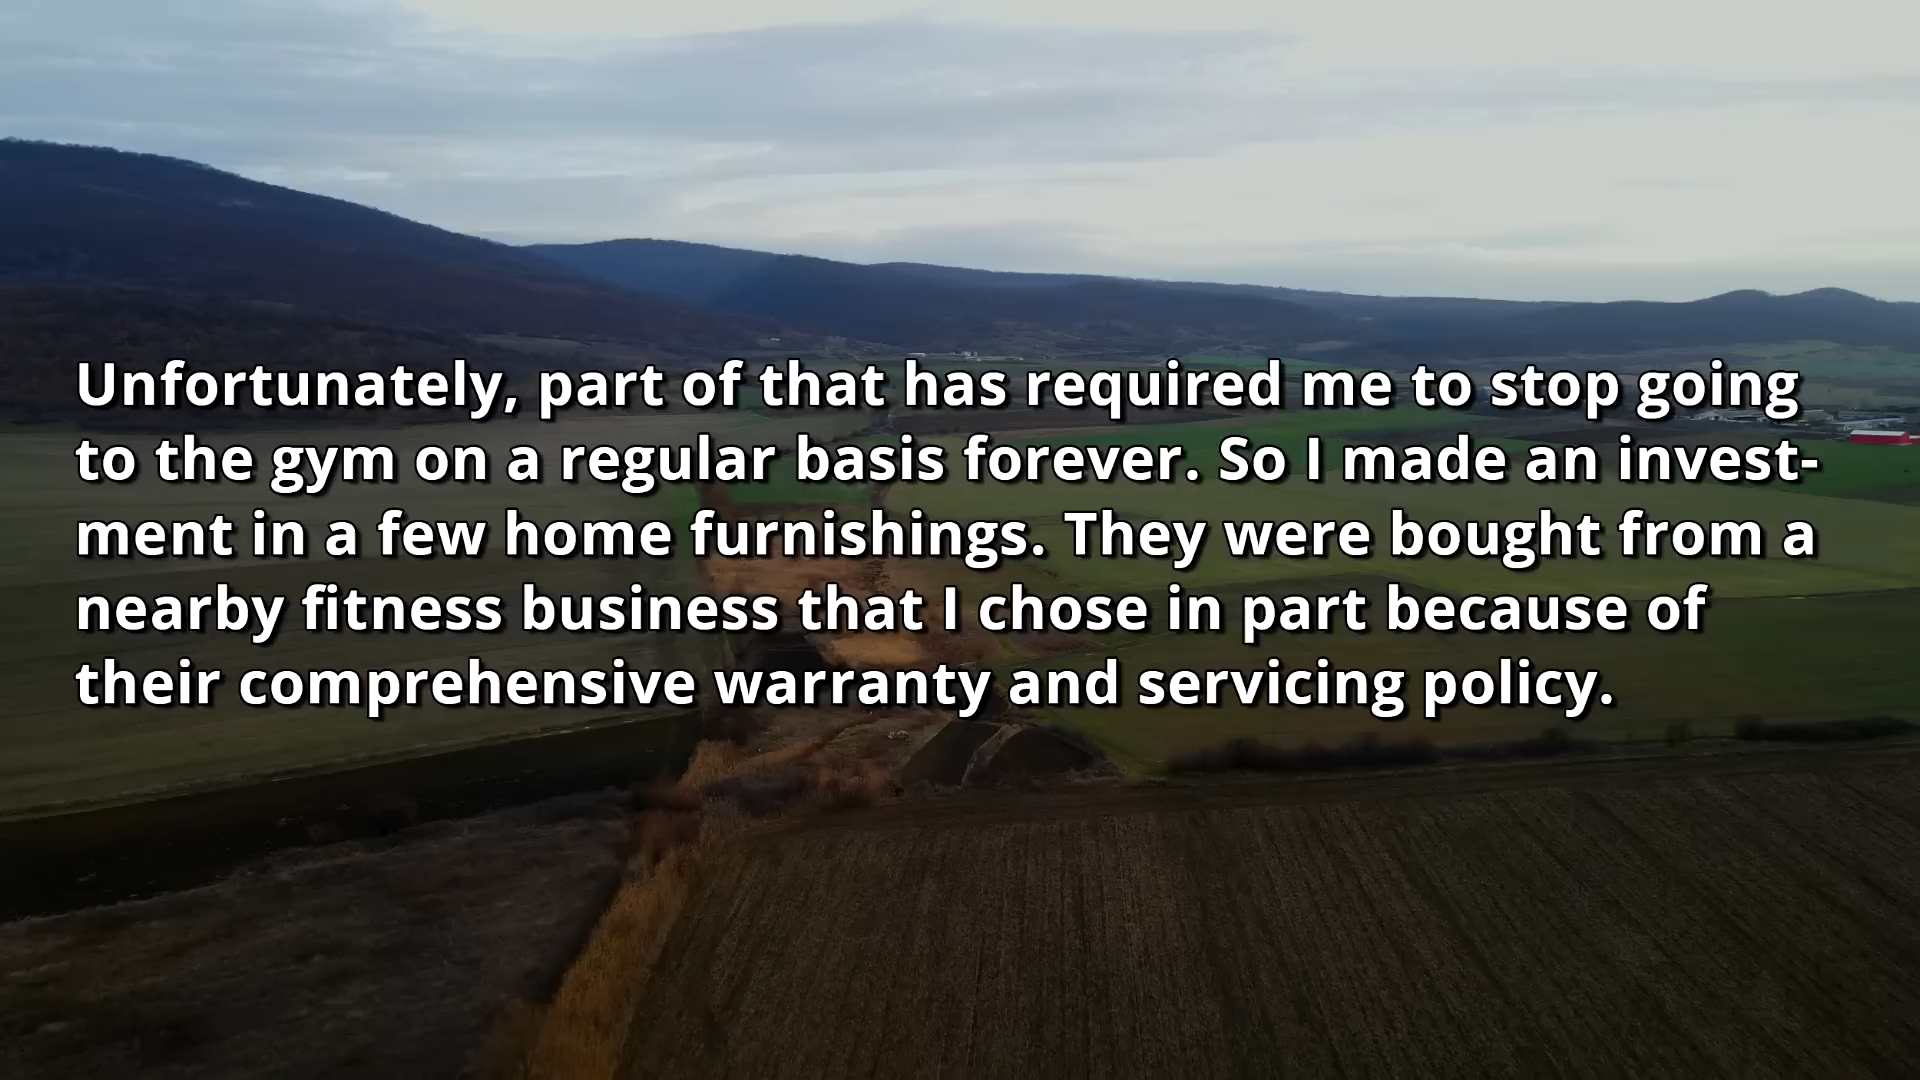 Unfortunately, part of that has required me to stop going
to the gym on a regular basis forever. So I made an invest-
ment in a few home furnishings. They were bought from a
nearby fitness business that I chose in part because of
their comprehensive warranty and servicing policy.